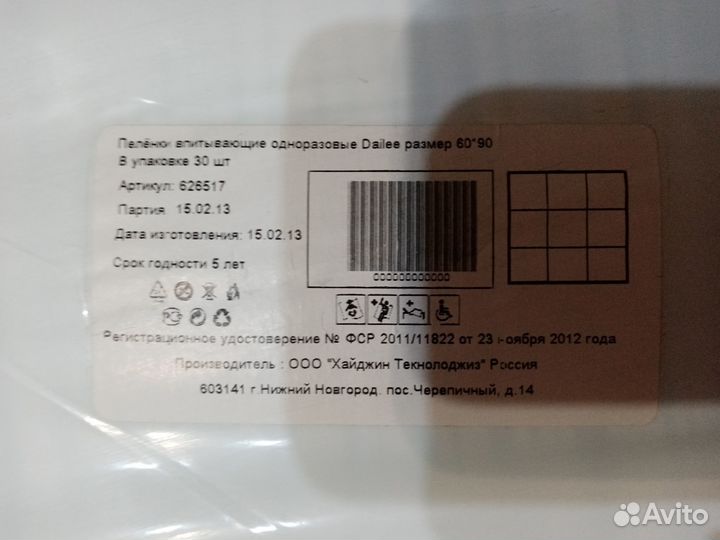 Пелёнки впитывающие одноразовые Dailee размер 60*90
В упаковке 30 шт
Артикул: 626517
Партия 15.02.13
Дата изготовления: 15.02.13
Срок годности 5 лет
000000000000
РСТ
Регистрационное удостоверение № ФСР 2011/11822 от 23 ноября 2012 года
Производитель : ООО "Хайджин Текнолоджиз" Россия
603141 г.Нижний Новгород. пос.Черепичный, д.14
Avito